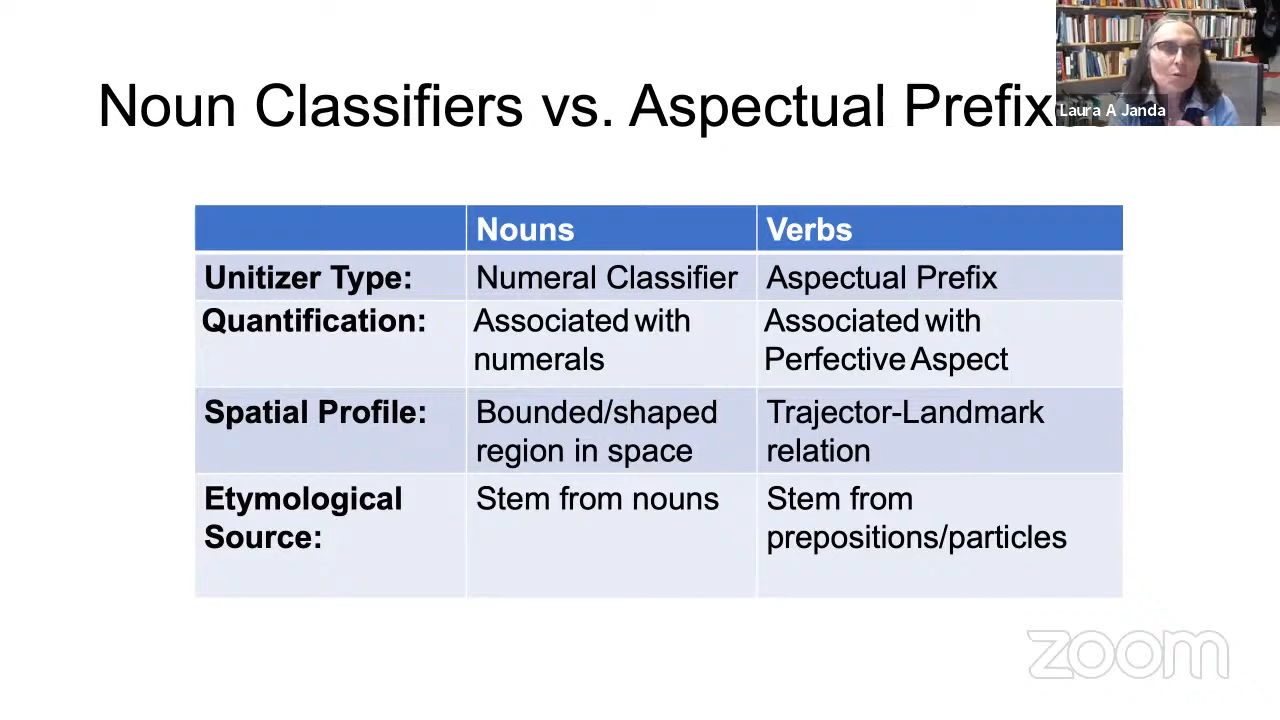 Noun Classifiers vs. Aspectual Prefix
Laura A Janda
Nouns Verbs
Unitizer Type: Numeral Classifier Aspectual Prefix
Quantification: Associated with numerals Associated with Perfective Aspect
Spatial Profile: Bounded/shaped region in space Trajector-Landmark relation
Etymological Source: Stem from nouns Stem from prepositions/particles
zoom